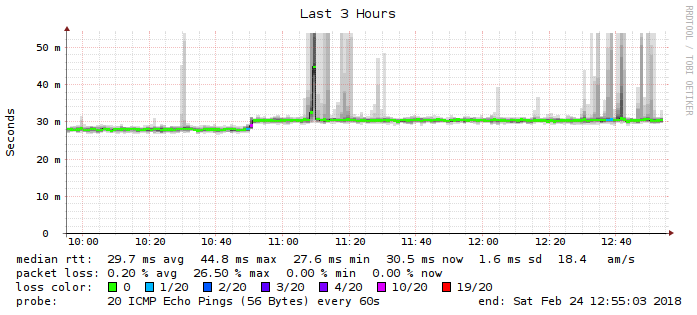 Last 3 Hours
RRDTOOL / TOBI OETIKER
Seconds
50 m
40 m
30 m
20 m
10 m
0
10:00 10:20 10:40 11:00 11:20 11:40 12:00 12:20 12:40
median rtt: 29.7 ms avg 44.8 ms max 27.6 ms min 30.5 ms now 1.6 ms sd 18.4 am/s
packet loss: 0.20 % avg 26.50 % max 0.00 % min 0.00 % now
loss color: 0 1/20 2/20 3/20 4/20 10/20 19/20
probe: 20 ICMP Echo Pings (56 Bytes) every 60s end: Sat Feb 24 12:55:03 2018